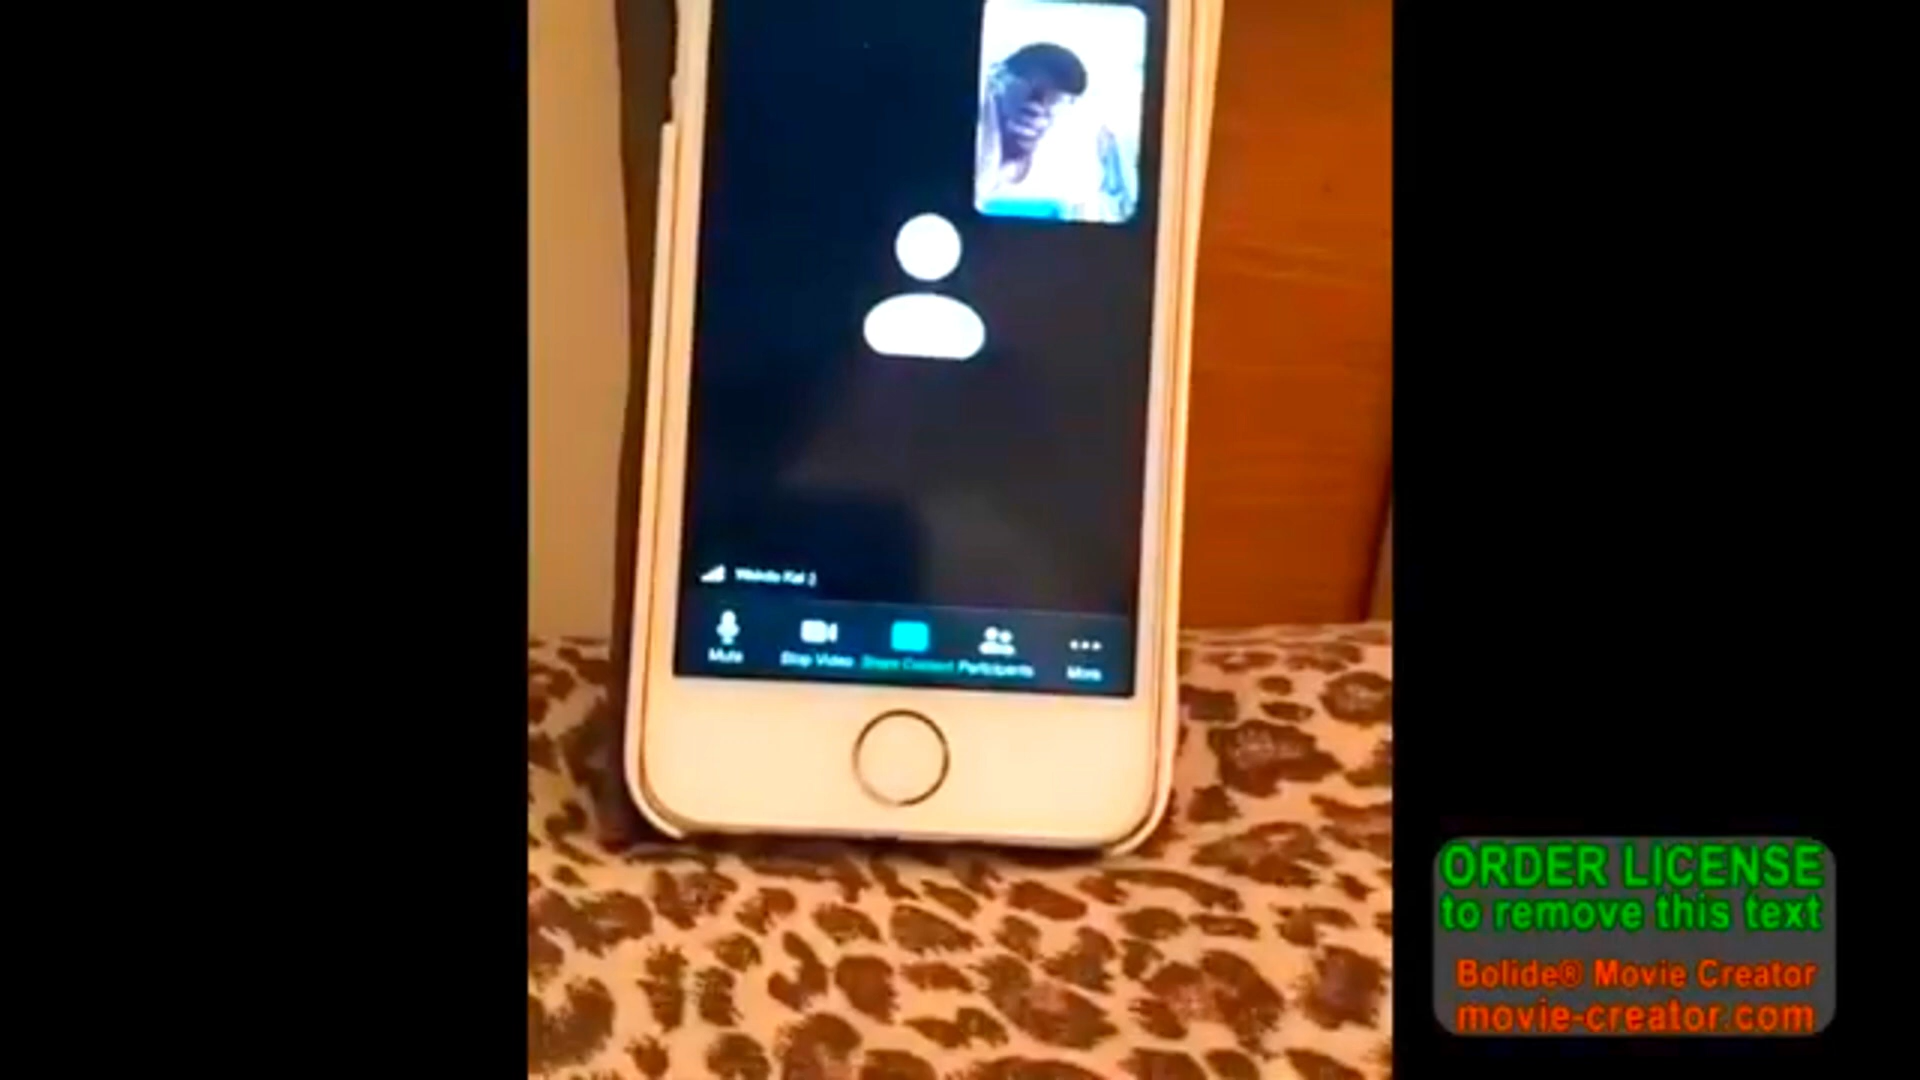 Mute
Stop Video
Share Content
Participants
More
ORDER LICENSE
to remove this text
Bolide® Movie Creator
movie-creator.com